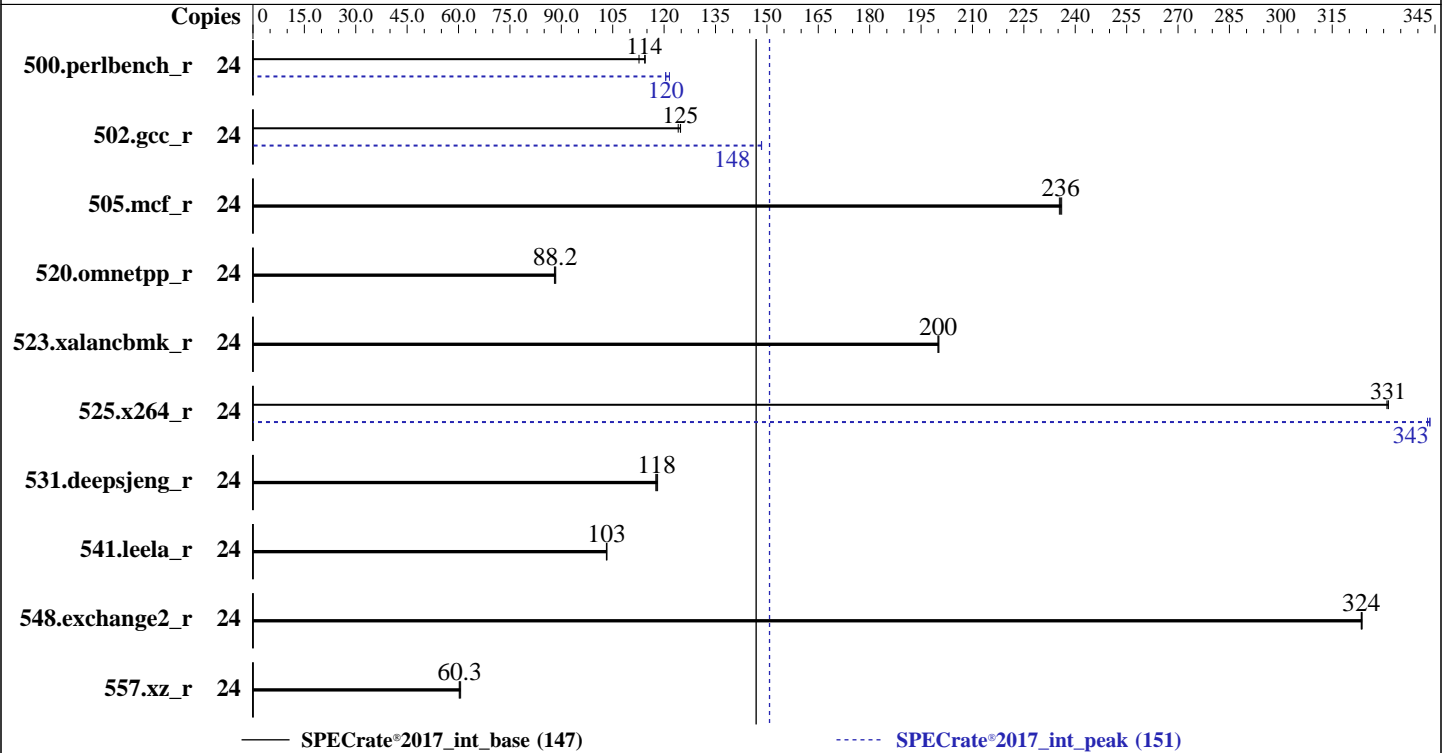 Copies 0 15.0 30.0 45.0 60.0 75.0 90.0 105 120 135 150 165 180 195 210 225 240 255 270 285 300 315 345
500.perlbench_r 24 114
120
502.gcc_r 24 125
148
505.mcf_r 24 236
520.omnetpp_r 24 88.2
523.xalancbmk_r 24 200
525.x264_r 24 331
343
531.deepsjeng_r 24 118
541.leela_r 24 103
548.exchange2_r 24 324
557.xz_r 24 60.3
SPECrate®2017_int_base (147) SPECrate®2017_int_peak (151)